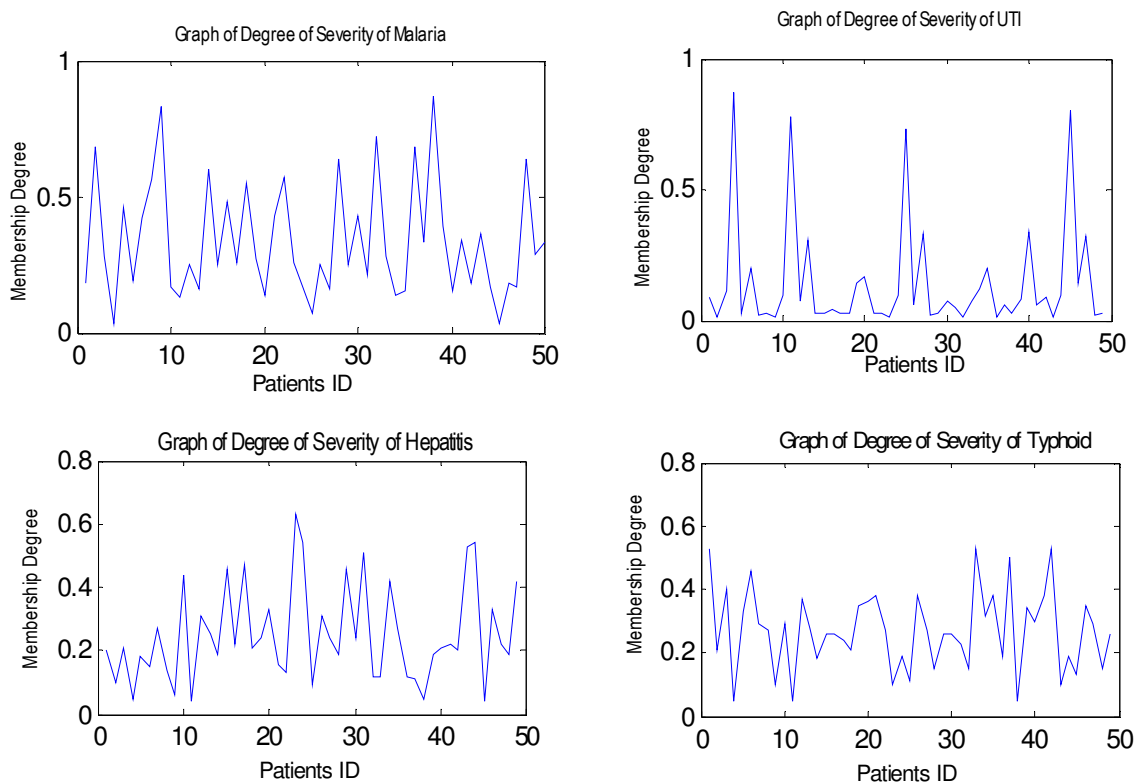 Graph of Degree of Severity of Malaria
1
0.5
0
Membership Degree
0 10 20 30 40 50
Patients ID
Graph of Degree of Severity of UTI
1
0.5
0
Membership Degree
0 10 20 30 40 50
Patients ID
Graph of Degree of Severity of Hepatitis
0.8
0.6
0.4
0.2
0
Membership Degree
0 10 20 30 40 50
Patients ID
Graph of Degree of Severity of Typhoid
0.8
0.6
0.4
0.2
0
Membership Degree
0 10 20 30 40 50
Patients ID